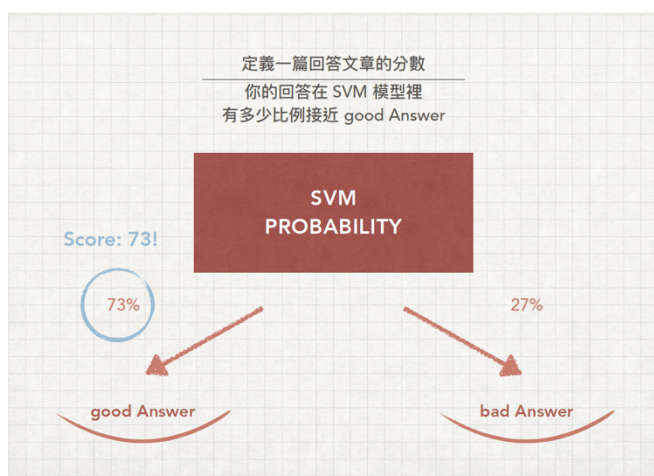 定義一篇回答文章的分數
你的回答在 SVM 模型裡
有多少比例接近 good Answer
SVM
PROBABILITY
Score: 73!
73%
27%
good Answer
bad Answer